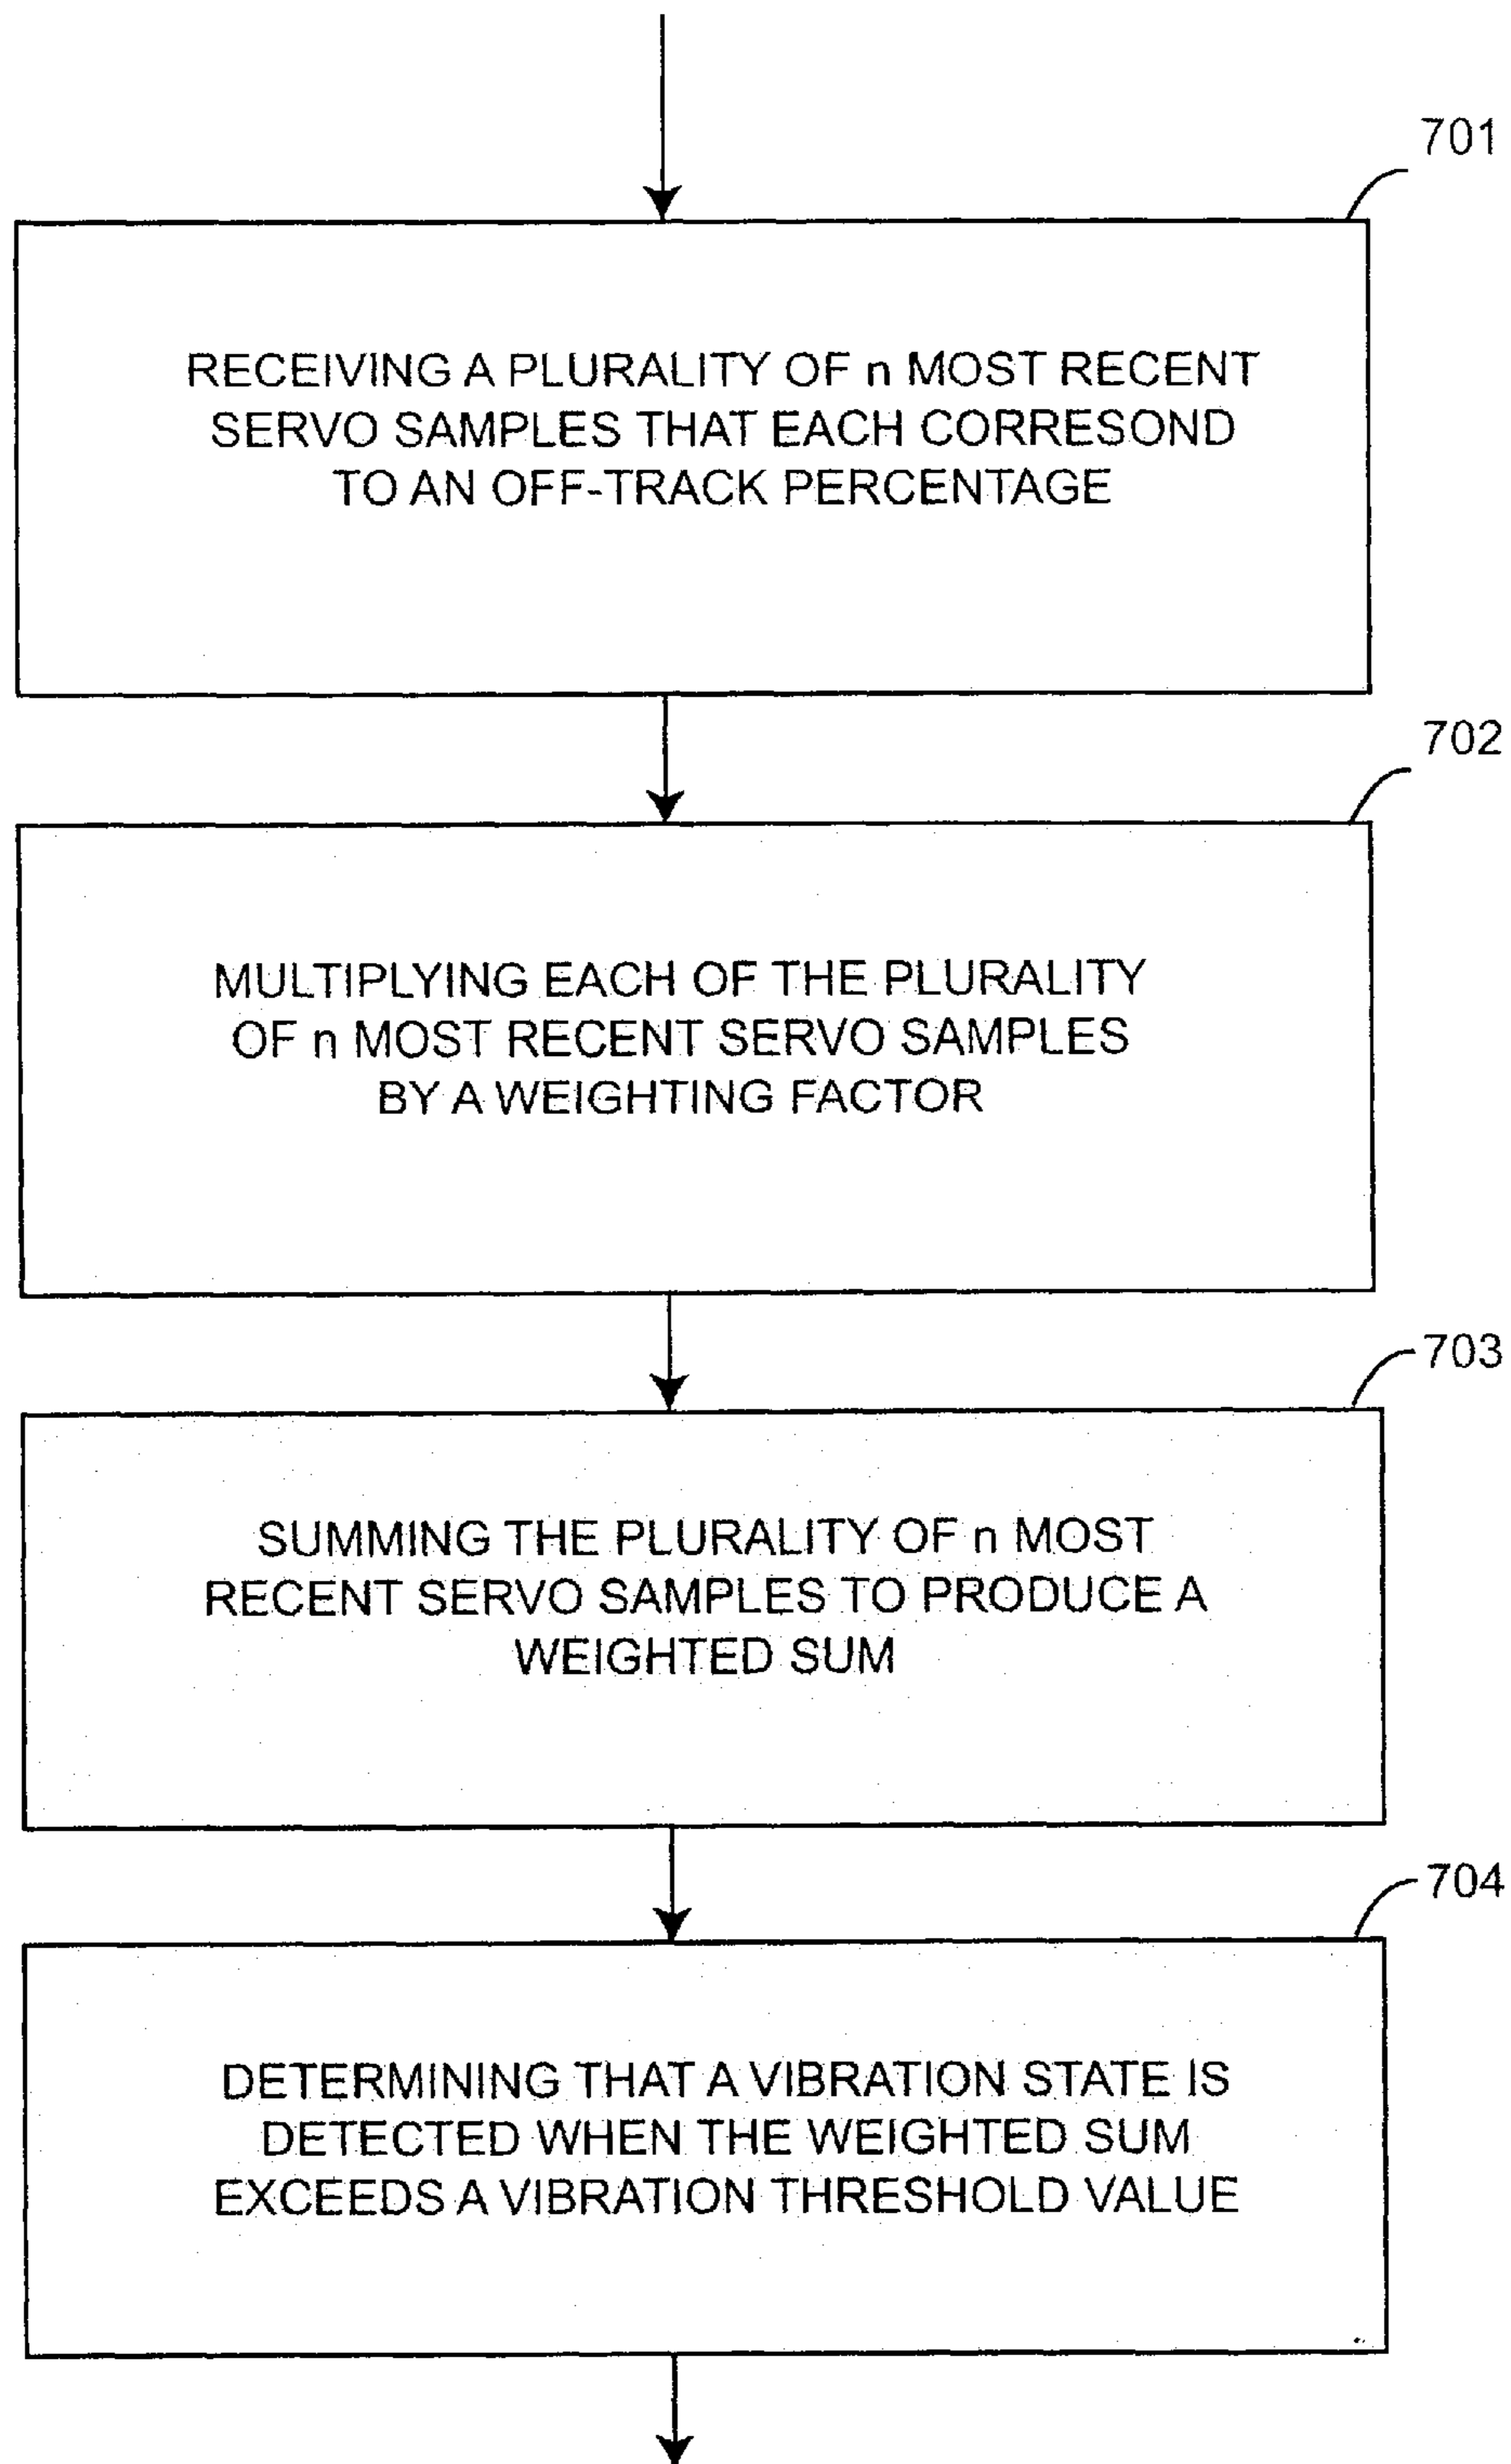 701
RECEIVING A PLURALITY OF n MOST RECENT
SERVO SAMPLES THAT EACH CORRESOND
TO AN OFF-TRACK PERCENTAGE
702
MULTIPLYING EACH OF THE PLURALITY
OF n MOST RECENT SERVO SAMPLES
BY A WEIGHTING FACTOR
703
SUMMING THE PLURALITY OF n MOST
RECENT SERVO SAMPLES TO PRODUCE A
WEIGHTED SUM
704
DETERMINING THAT A VIBRATION STATE IS
DETECTED WHEN THE WEIGHTED SUM
EXCEEDS A VIBRATION THRESHOLD VALUE